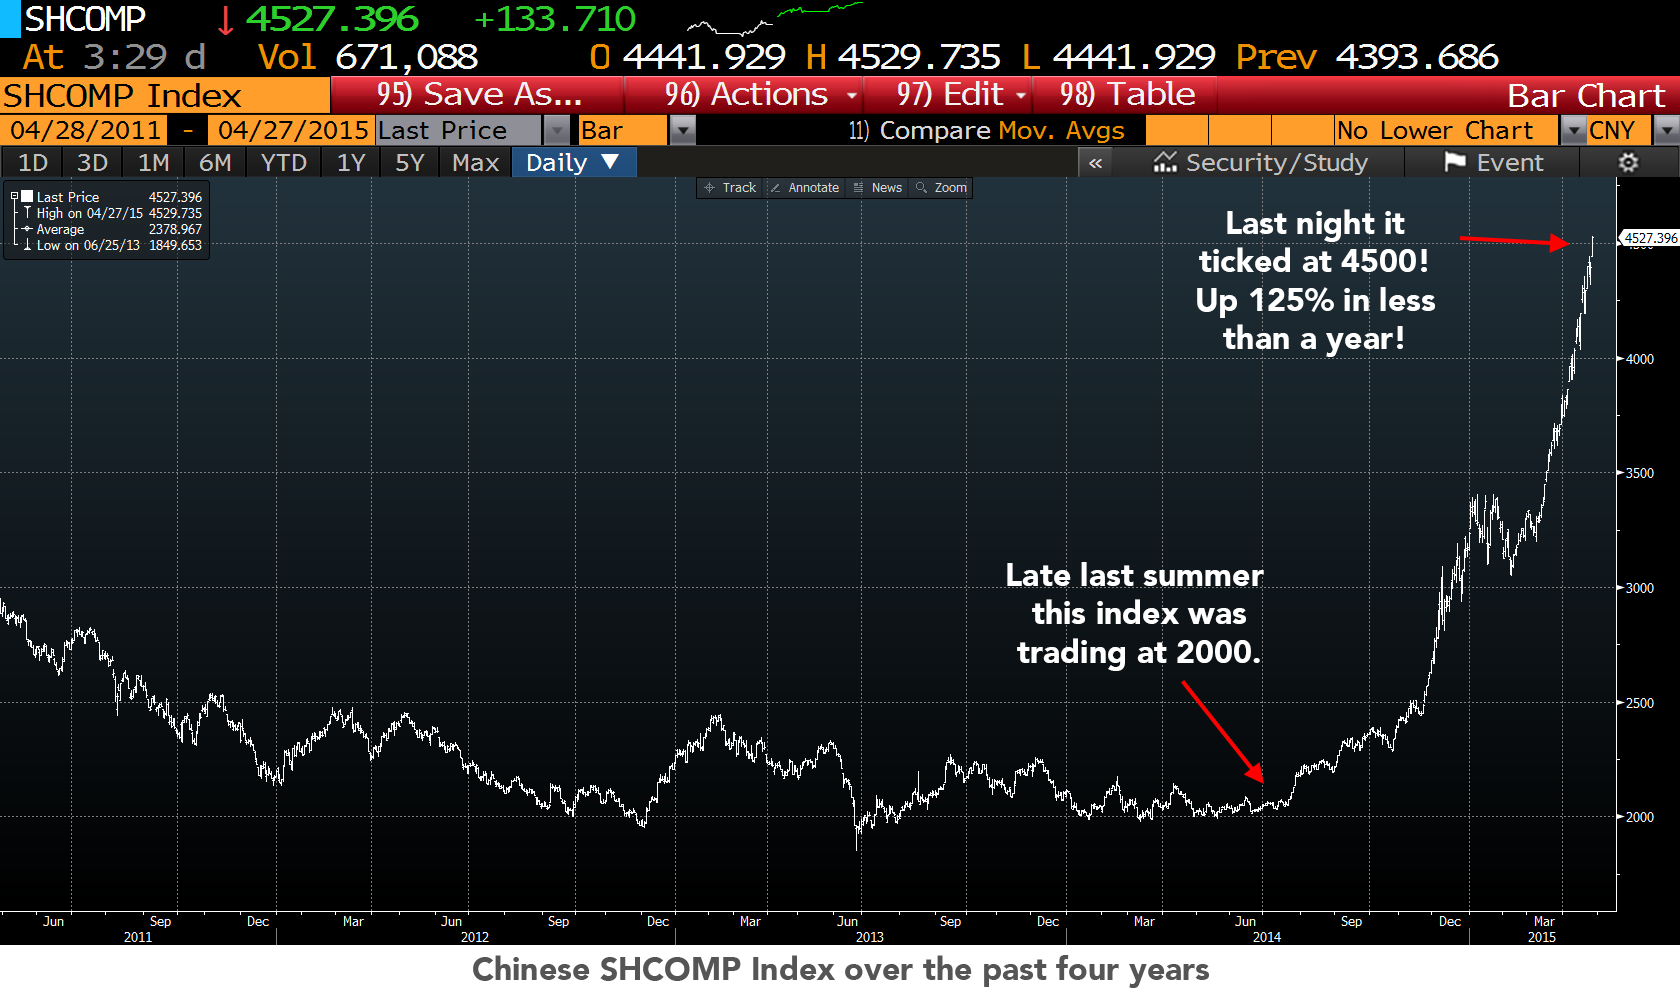 SHCOMP ↓ 4527.396 +133.710
At 3:29 d Vol 671,088 O 4441.929 H 4529.735 L 4441.929 Prev 4393.686
SHCOMP Index 95) Save As... 96) Actions 97) Edit 98) Table Bar Chart
04/28/2011 - 04/27/2015 Last Price Bar 11) Compare Mov. Avgs No Lower Chart CNY
1D 3D 1M 6M YTD 1Y 5Y Max Daily ▼ « Security/Study Event
Track Annotate News Zoom
Last Price 4527.396
High on 04/27/15 4529.735
Average 2378.967
Low on 06/25/13 1849.653
Last night it
ticked at 4500!
Up 125% in less
than a year!
4527.396
4500
4000
3500
3000
Late last summer
this index was
trading at 2000.
2500
2000
Jun Sep Dec Mar Jun Sep Dec Mar Jun Sep Dec Mar Jun Sep Dec Mar
2011 2012 2013 2014 2015
Chinese SHCOMP Index over the past four years